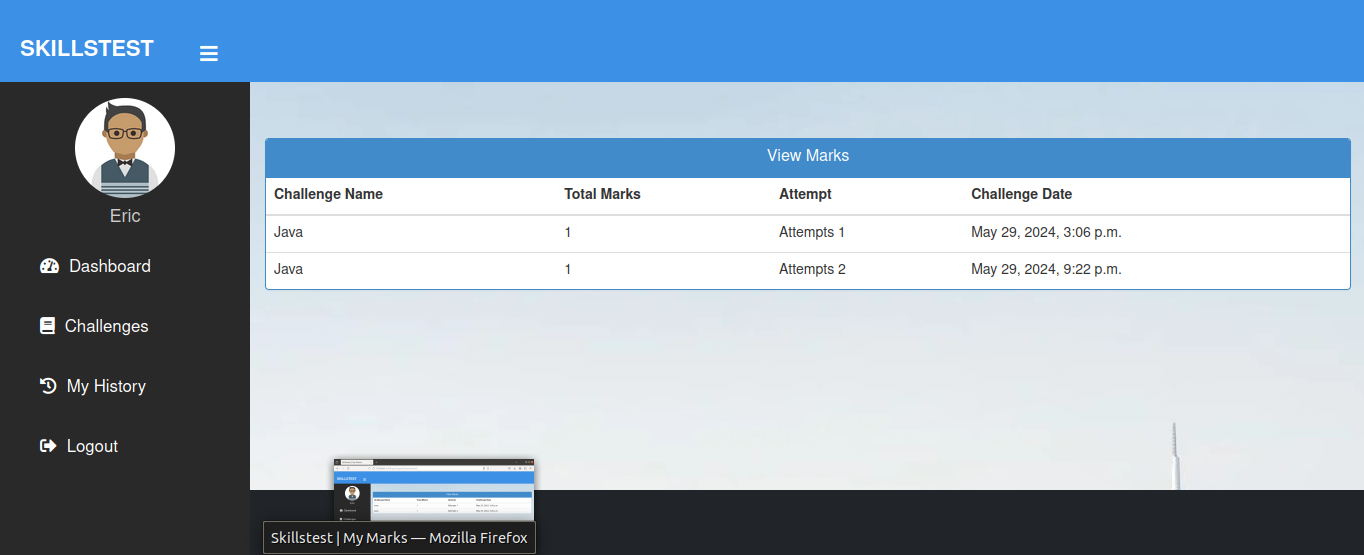 SKILLSTEST
Eric
Dashboard
Challenges
My History
Logout
View Marks
Challenge Name Total Marks Attempt Challenge Date
Java 1 Attempts 1 May 29, 2024, 3:06 p.m.
Java 1 Attempts 2 May 29, 2024, 9:22 p.m.
SKILLSTEST
Skillstest | My Marks — Mozilla Firefox